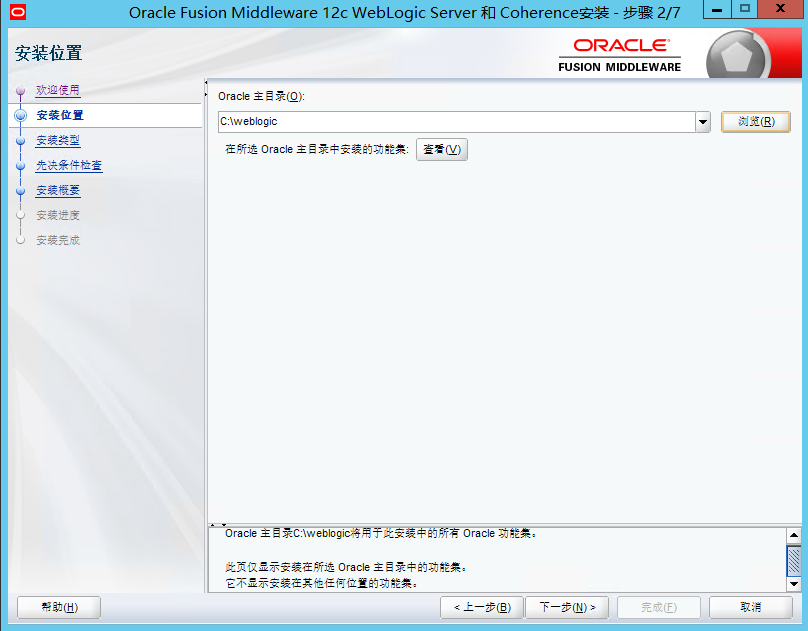 Oracle Fusion Middleware 12c WebLogic Server 和 Coherence安装 - 步骤 2/7
安装位置
ORACLE
FUSION MIDDLEWARE
欢迎使用
安装位置
安装类型
先决条件检查
安装概要
安装进度
安装完成
Oracle 主目录(O):
C:\weblogic
浏览(R)
在所选 Oracle 主目录中安装的功能集: 查看(V)
Oracle 主目录C:\weblogic将用于此安装中的所有 Oracle 功能集。
此页仅显示安装在所选 Oracle 主目录中的功能集。
它不显示安装在其他任何位置的功能集。
帮助(H)
< 上一步(B)
下一步(N) >
完成(F)
取消